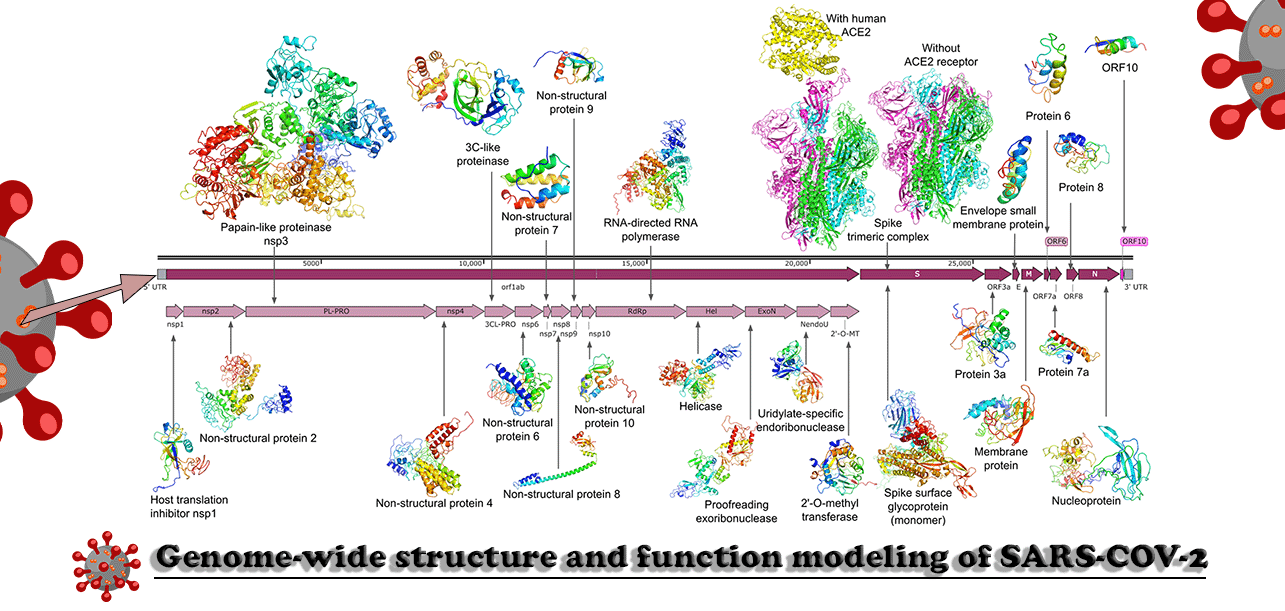 With human
ACE2
Without
ACE2 receptor
ORF10
Non-structural
protein 9
Protein 6
3C-like
proteinase
Protein 8
Non-structural
protein 7
RNA-directed RNA
polymerase
Envelope small
membrane protein
Papain-like proteinase
nsp3
Spike
trimeric complex
ORF6
ORF10
5000
10,000
15,000
20,000
25,000
S
M
N
5' UTR
orf1ab
ORF3a
E
ORF7a
ORF8
3' UTR
nsp1
nsp2
PL-PRO
nsp4
3CL-PRO
nsp6
nsp7
nsp8
nsp9
nsp10
RdRp
Hel
ExoN
NendoU
2'-O-MT
Protein 3a
Protein 7a
Helicase
Uridylate-specific
endoribonuclease
Non-structural protein 2
Non-structural
protein 6
Non-structural
protein 10
Membrane
protein
Host translation
inhibitor nsp1
Non-structural protein 4
Non-structural protein 8
Proofreading
exoribonuclease
2'-O-methyl
transferase
Spike surface
glycoprotein
(monomer)
Nucleoprotein
Genome-wide structure and function modeling of SARS-COV-2